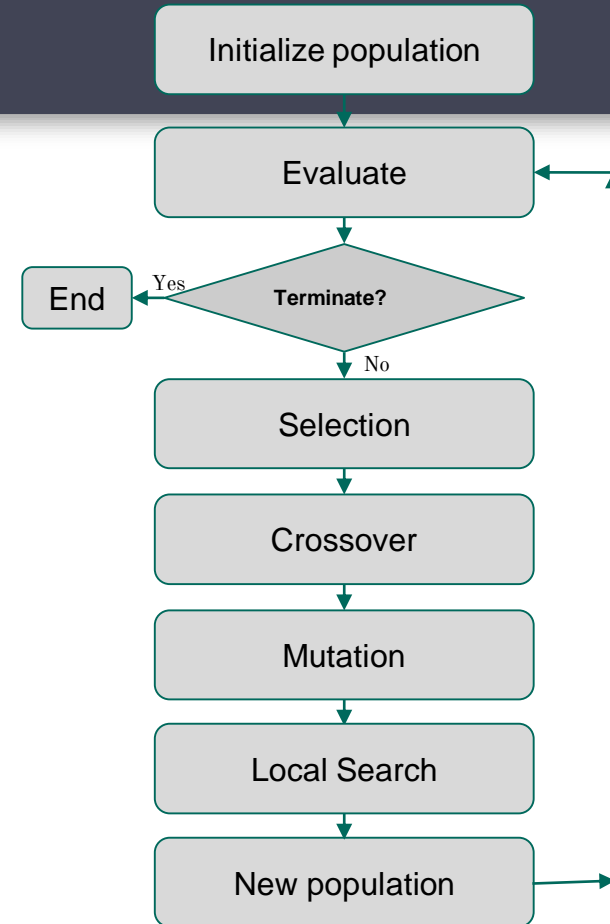 Initialize population
Evaluate
Terminate?
Yes
End
No
Selection
Crossover
Mutation
Local Search
New population